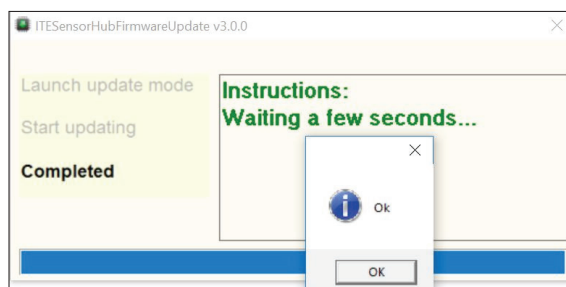 ITESensorHubFirmwareUpdate v3.0.0
Launch update mode
Start updating
Completed
Instructions:
Waiting a few seconds...
Ok
OK